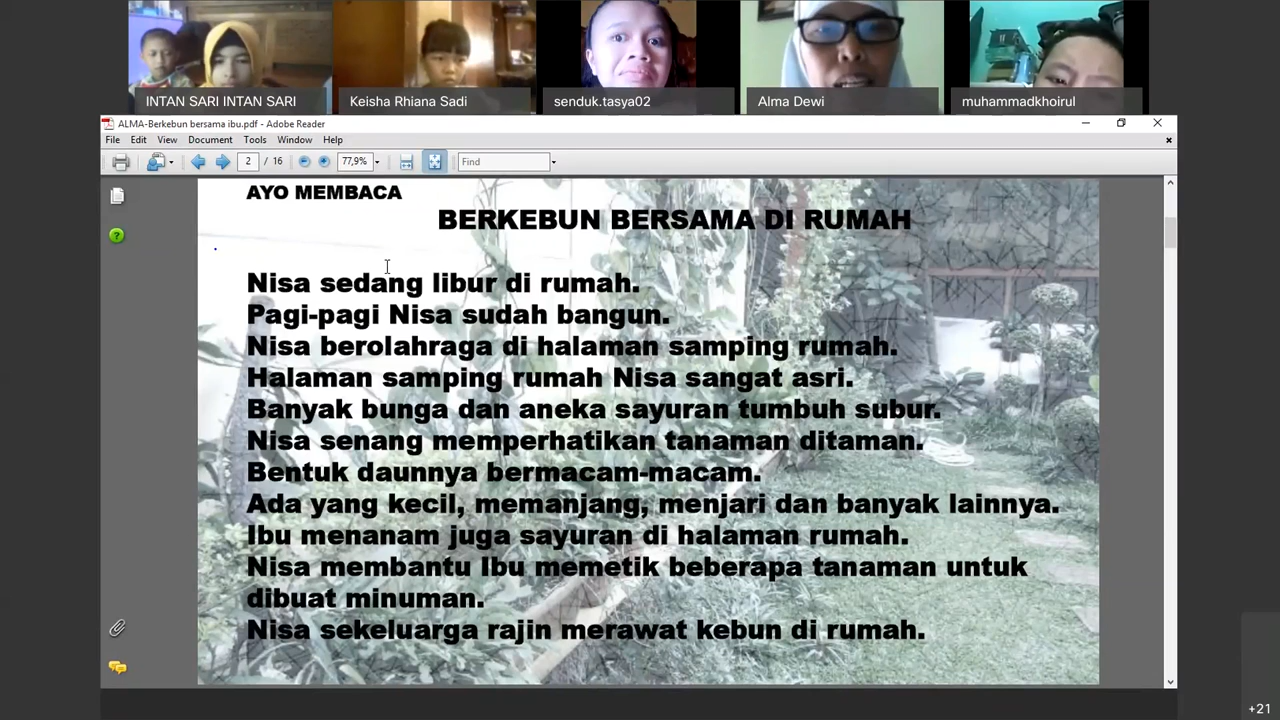 INTAN SARI INTAN SARI
Keisha Rhiana Sadi
senduk.tasya02
Alma Dewi
muhammadkhoirul
ALMA-Berkebun bersama ibu.pdf - Adobe Reader
File Edit View Document Tools Window Help
2 / 16 77,9% Find
AYO MEMBACA
BERKEBUN BERSAMA DI RUMAH
Nisa sedang libur di rumah.
Pagi-pagi Nisa sudah bangun.
Nisa berolahraga di halaman samping rumah.
Halaman samping rumah Nisa sangat asri.
Banyak bunga dan aneka sayuran tumbuh subur.
Nisa senang memperhatikan tanaman ditaman.
Bentuk daunnya bermacam-macam.
Ada yang kecil, memanjang, menjari dan banyak lainnya.
Ibu menanam juga sayuran di halaman rumah.
Nisa membantu Ibu memetik beberapa tanaman untuk
dibuat minuman.
Nisa sekeluarga rajin merawat kebun di rumah.
+21